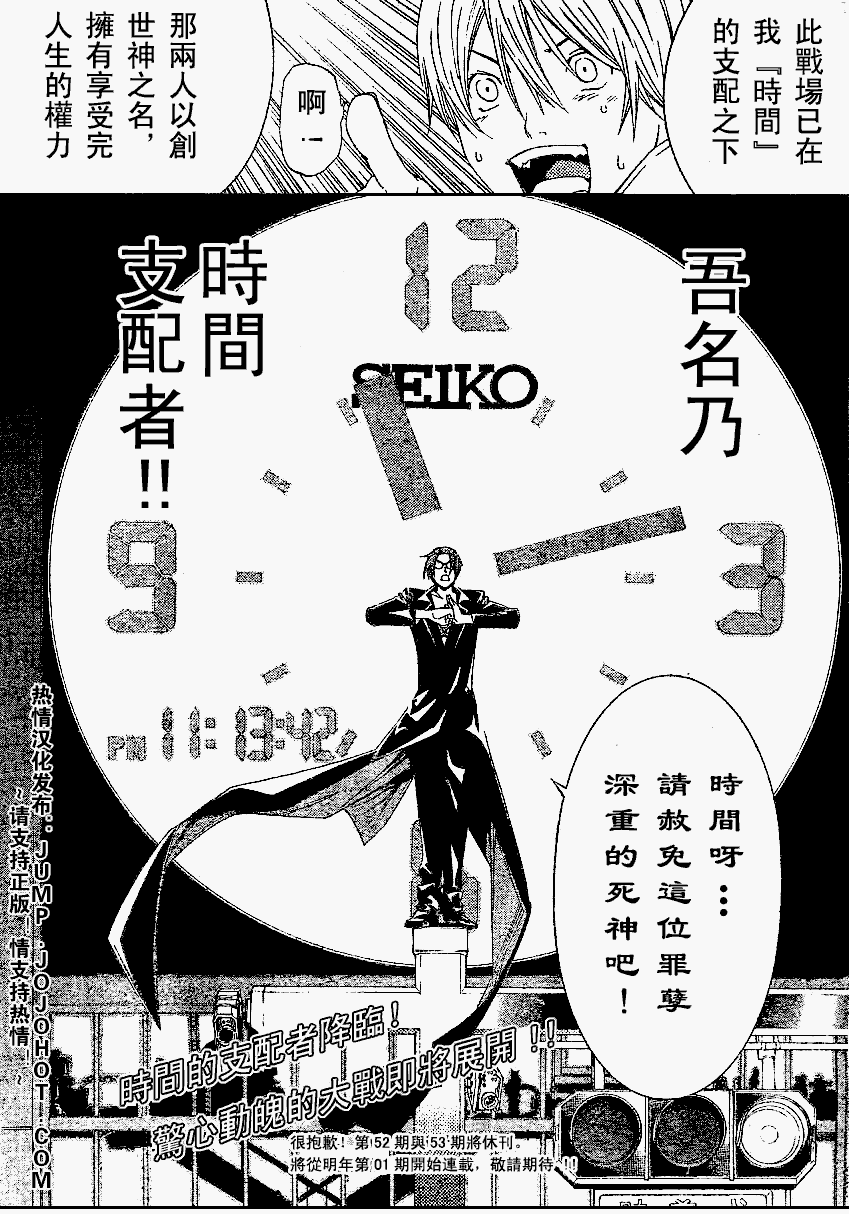 此戰場已在
我『時間』
的支配之下
啊…!
那兩人以創
世神之名,
擁有享受完
人生的權力
吾名乃
時間
支配者!!
12
SEIKO
9
3
PM 11:13:42
時間呀…
請赦免這位罪孽
深重的死神吧!
時間的支配者降臨!
驚心動魄的大戰即將展開!!
很抱歉! 第52期與53期將休刊.
將從明年第01期開始連載, 敬請期待!!
热情汉化发布:JUMP.JOJOHOT.COM
~请支持正版 情支持热情~